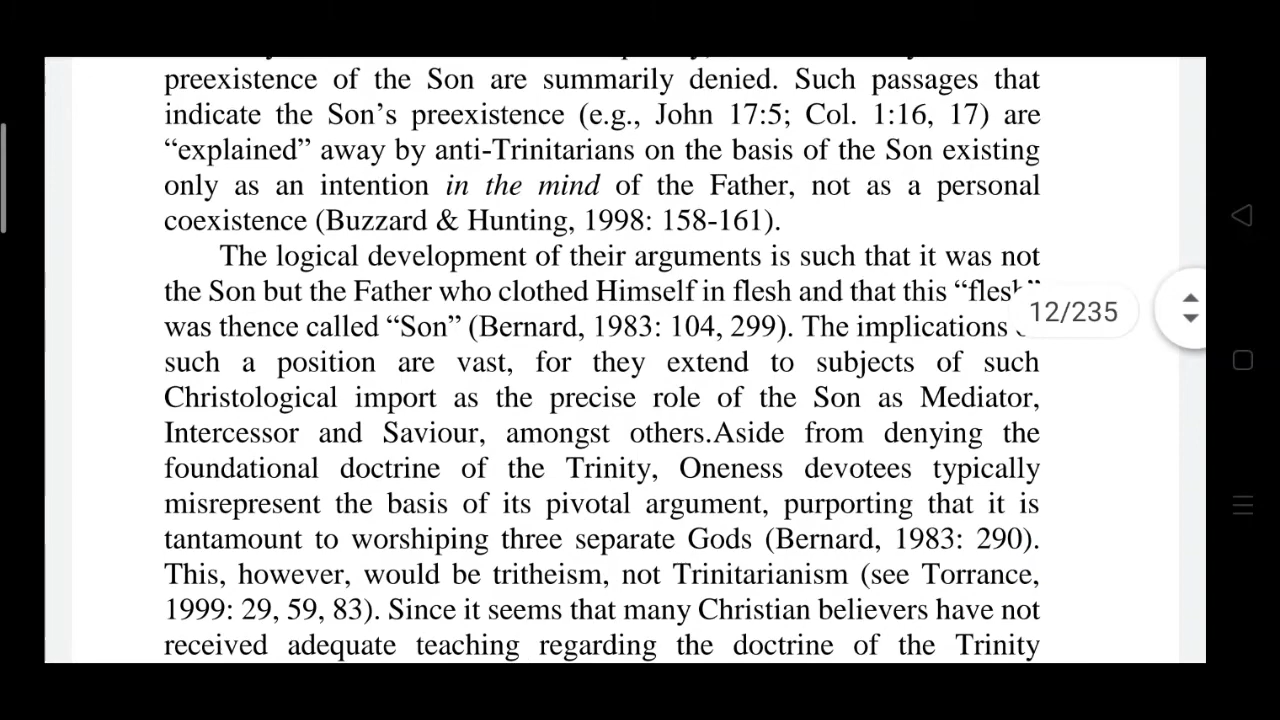 preexistence of the Son are summarily denied. Such passages that
indicate the Son's preexistence (e.g., John 17:5; Col. 1:16, 17) are
“explained” away by anti-Trinitarians on the basis of the Son existing
only as an intention in the mind of the Father, not as a personal
coexistence (Buzzard & Hunting, 1998: 158-161).
The logical development of their arguments is such that it was not
the Son but the Father who clothed Himself in flesh and that this “flesh”
was thence called “Son” (Bernard, 1983: 104, 299). The implications
such a position are vast, for they extend to subjects of such
Christological import as the precise role of the Son as Mediator,
Intercessor and Saviour, amongst others.Aside from denying the
foundational doctrine of the Trinity, Oneness devotees typically
misrepresent the basis of its pivotal argument, purporting that it is
tantamount to worshiping three separate Gods (Bernard, 1983: 290).
This, however, would be tritheism, not Trinitarianism (see Torrance,
1999: 29, 59, 83). Since it seems that many Christian believers have not
received adequate teaching regarding the doctrine of the Trinity
12/235